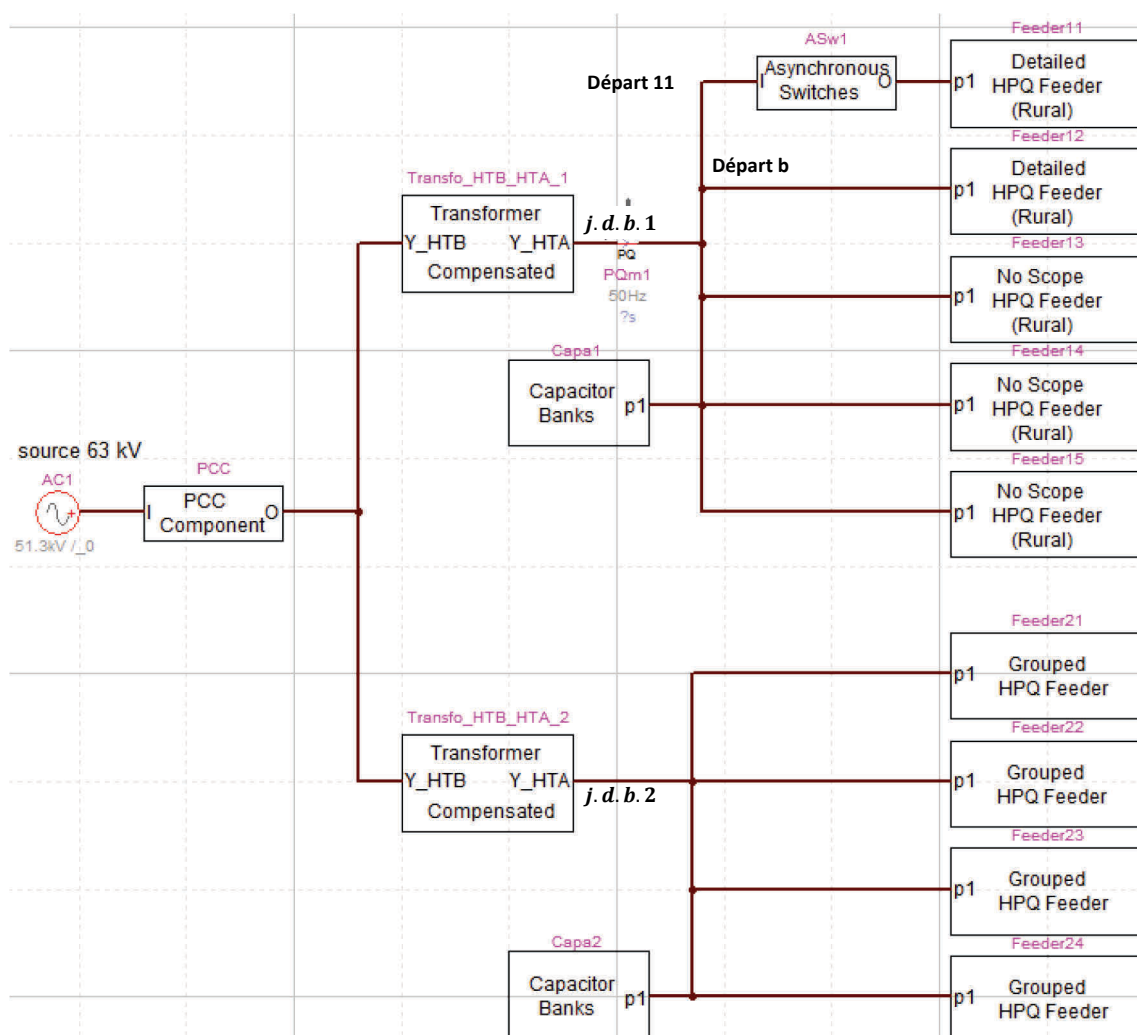 Feeder11
ASw1
Asynchronous
I O
Switches
p1
Detailed
HPQ Feeder
(Rural)
Départ 11
Feeder12
Départ b
p1
Detailed
HPQ Feeder
(Rural)
Transfo_HTB_HTA_1
Transformer
Y_HTB Y_HTA
Compensated
j.d.b.1
PQ
PQm1
50Hz
?s
Feeder13
p1
No Scope
HPQ Feeder
(Rural)
Capa1
Capacitor
Banks
p1
Feeder14
p1
No Scope
HPQ Feeder
(Rural)
source 63 kV
AC1
51.3kV /_0
PCC
PCC
I O
Component
Feeder15
p1
No Scope
HPQ Feeder
(Rural)
Feeder21
p1
Grouped
HPQ Feeder
Transfo_HTB_HTA_2
Transformer
Y_HTB Y_HTA
Compensated
j.d.b.2
Feeder22
p1
Grouped
HPQ Feeder
Feeder23
p1
Grouped
HPQ Feeder
Capa2
Capacitor
Banks
p1
Feeder24
p1
Grouped
HPQ Feeder